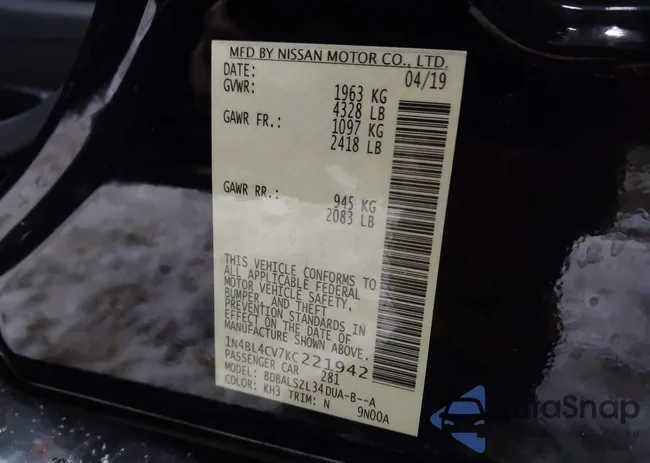 MFD BY NISSAN MOTOR CO., LTD.
DATE: 04/19
GVWR: 1963 KG
4328 LB
GAWR FR.: 1097 KG
2418 LB
GAWR RR.: 945 KG
2083 LB
THIS VEHICLE CONFORMS TO
ALL APPLICABLE FEDERAL
MOTOR VEHICLE SAFETY,
BUMPER, AND THEFT
PREVENTION STANDARDS IN
EFFECT ON THE DATE OF
MANUFACTURE SHOWN ABOVE.
1N4BL4CV7KC221942
PASSENGER CAR 281
MODEL: BDBALS2L34DUA-B--A
COLOR: KH3 TRIM: N 9N00A
DataSnap